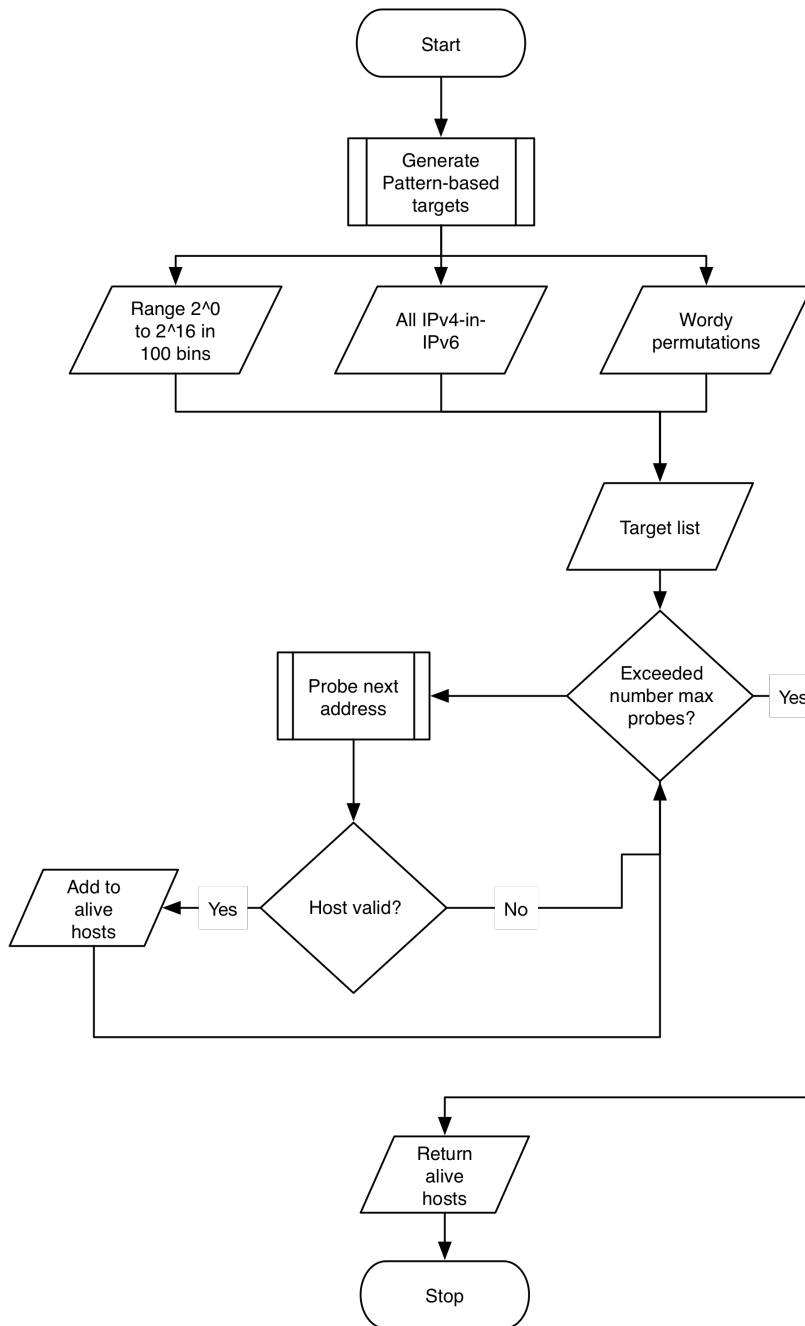 Start
Generate
Pattern-based
targets
Range 2^0
to 2^16 in
100 bins
All IPv4-in-
IPv6
Wordy
permutations
Target list
Exceeded
number max
probes?
Yes
Probe next
address
Host valid?
Yes
No
Add to
alive
hosts
Return
alive
hosts
Stop